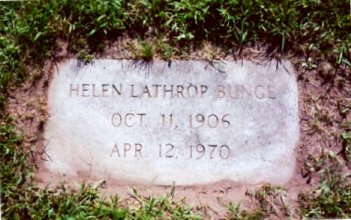 HELEN LATHROP BUNGE
OCT. 11, 1906
APR. 12, 1970